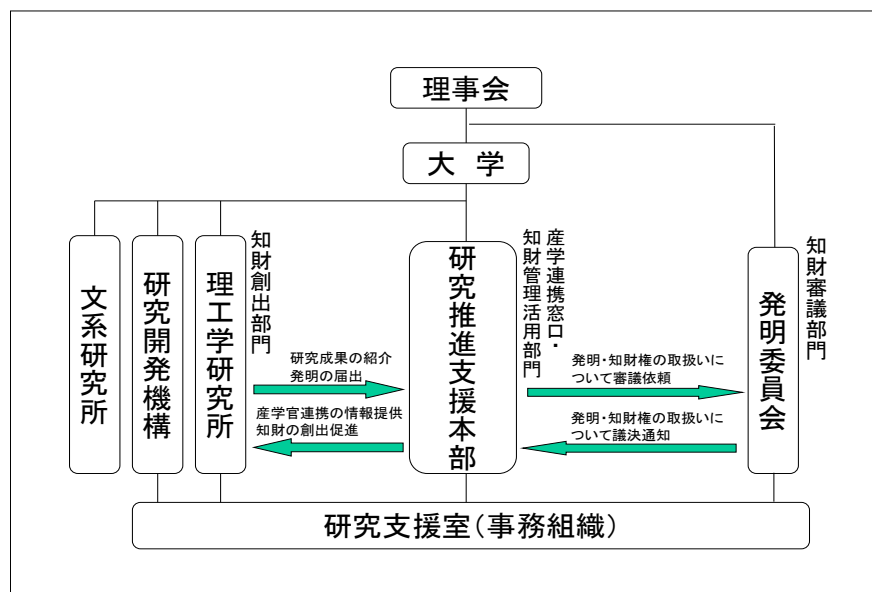 理事会
大　学
文系研究所
研究開発機構
理工学研究所
知財創出部門
研究成果の紹介
発明の届出
産学官連携の情報提供
知財の創出促進
研究推進支援本部
産学連携窓口・
知財管理活用部門
発明・知財権の取扱いに
ついて審議依頼
発明・知財権の取扱いに
ついて議決通知
発明委員会
知財審議部門
研究支援室（事務組織）